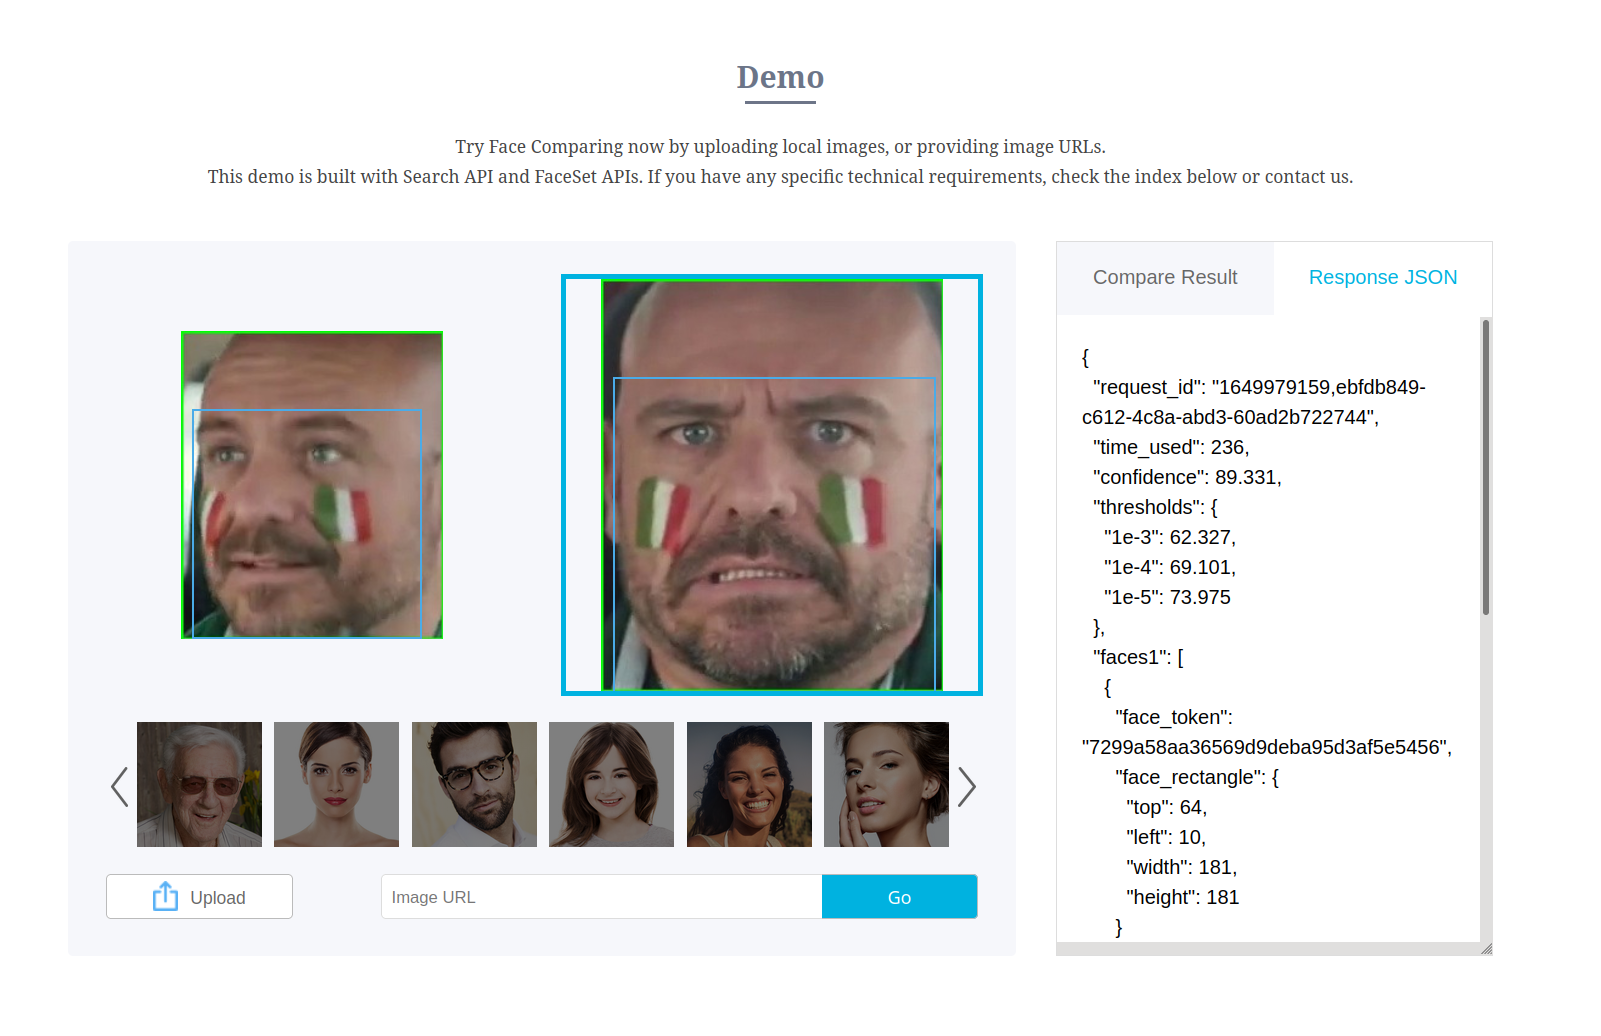 Demo
Try Face Comparing now by uploading local images, or providing image URLs.
This demo is built with Search API and FaceSet APIs. If you have any specific technical requirements, check the index below or contact us.
Compare Result
Response JSON
{
"request_id": "1649979159,ebfdb849-
c612-4c8a-abd3-60ad2b722744",
"time_used": 236,
"confidence": 89.331,
"thresholds": {
"1e-3": 62.327,
"1e-4": 69.101,
"1e-5": 73.975
},
"faces1": [
{
"face_token":
"7299a58aa36569d9deba95d3af5e5456",
"face_rectangle": {
"top": 64,
"left": 10,
"width": 181,
"height": 181
}
Upload
Image URL
Go